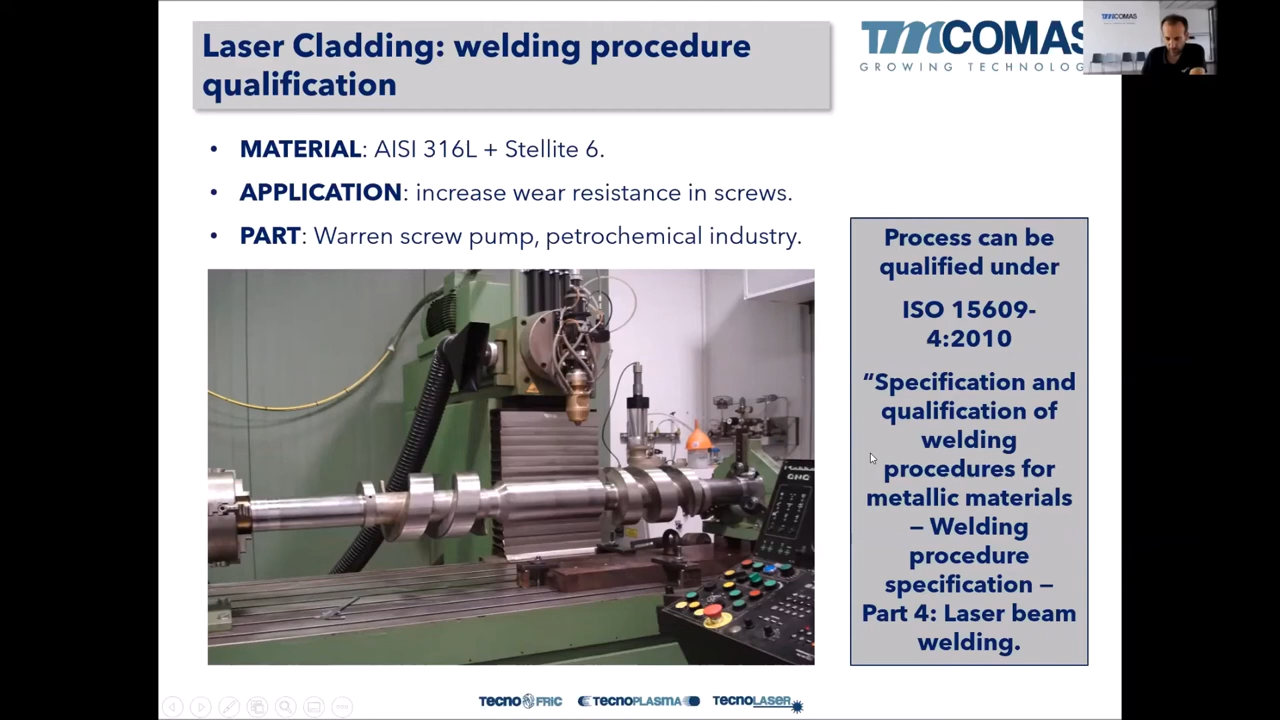 Laser Cladding: welding procedure
qualification
TMCOMAS
GROWING TECHNOLOG
TMCOMAS
• MATERIAL: AISI 316L + Stellite 6.
• APPLICATION: increase wear resistance in screws.
• PART: Warren screw pump, petrochemical industry.
Process can be
qualified under
ISO 15609-
4:2010
“Specification and
qualification of
welding
procedures for
metallic materials
– Welding
procedure
specification –
Part 4: Laser beam
welding.
TECNOFRIC
TECNOPLASMA
TECNOLASER